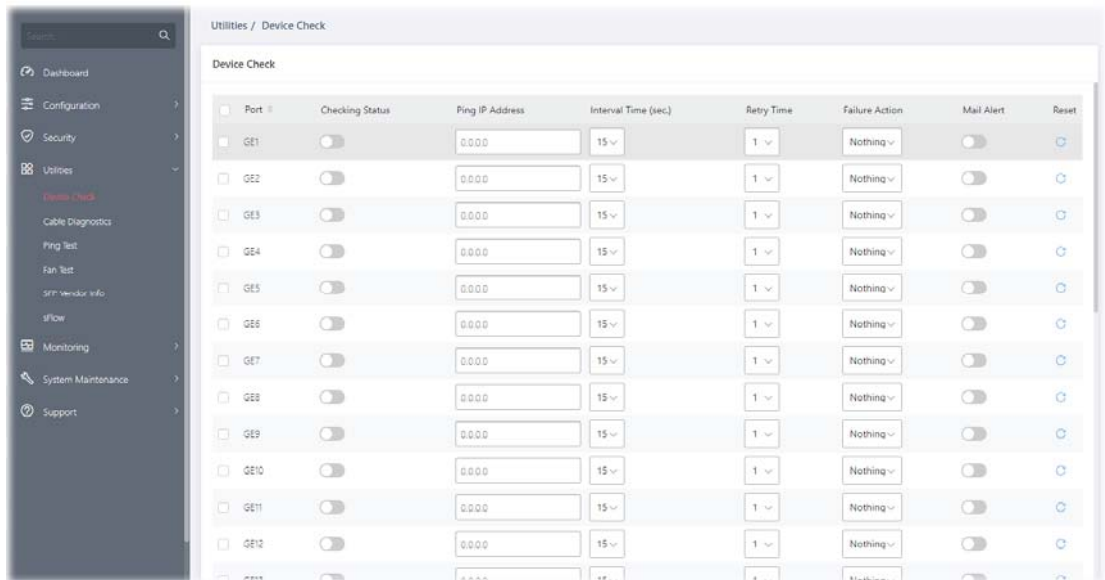 Utilities / Device Check
Search
Dashboard
Configuration
Security
Utilities
Device Check
Cable Diagnostics
Ping Test
Fan Test
SFP Vendor Info
sFlow
Monitoring
System Maintenance
Support
Device Check
Port Checking Status Ping IP Address Interval Time (sec.) Retry Time Failure Action Mail Alert Reset
GE1 0.0.0.0 15 1 Nothing
GE2 0.0.0.0 15 1 Nothing
GE3 0.0.0.0 15 1 Nothing
GE4 0.0.0.0 15 1 Nothing
GE5 0.0.0.0 15 1 Nothing
GE6 0.0.0.0 15 1 Nothing
GE7 0.0.0.0 15 1 Nothing
GE8 0.0.0.0 15 1 Nothing
GE9 0.0.0.0 15 1 Nothing
GE10 0.0.0.0 15 1 Nothing
GE11 0.0.0.0 15 1 Nothing
GE12 0.0.0.0 15 1 Nothing